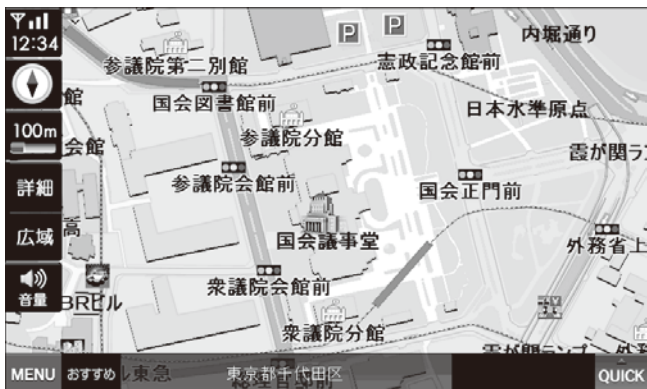 12:34
100m
詳細
広域
音量
MENU
おすすめ
東京都千代田区
QUICK
P
P
内堀通り
参議院第二別館
憲政記念館前
館
国会図書館前
日本水準原点
参議院分館
会館
霞が関ラ
参議院会館前
国会正門前
高
国会議事堂
外務省上
衆議院会館前
BRビル
衆議院分館
東急